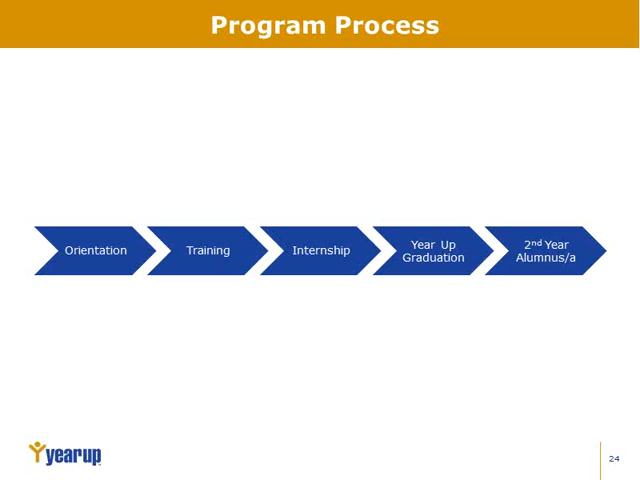 Program Process
Orientation
Training
Internship
Year Up
Graduation
2nd Year
Alumnus/a
yearup
24